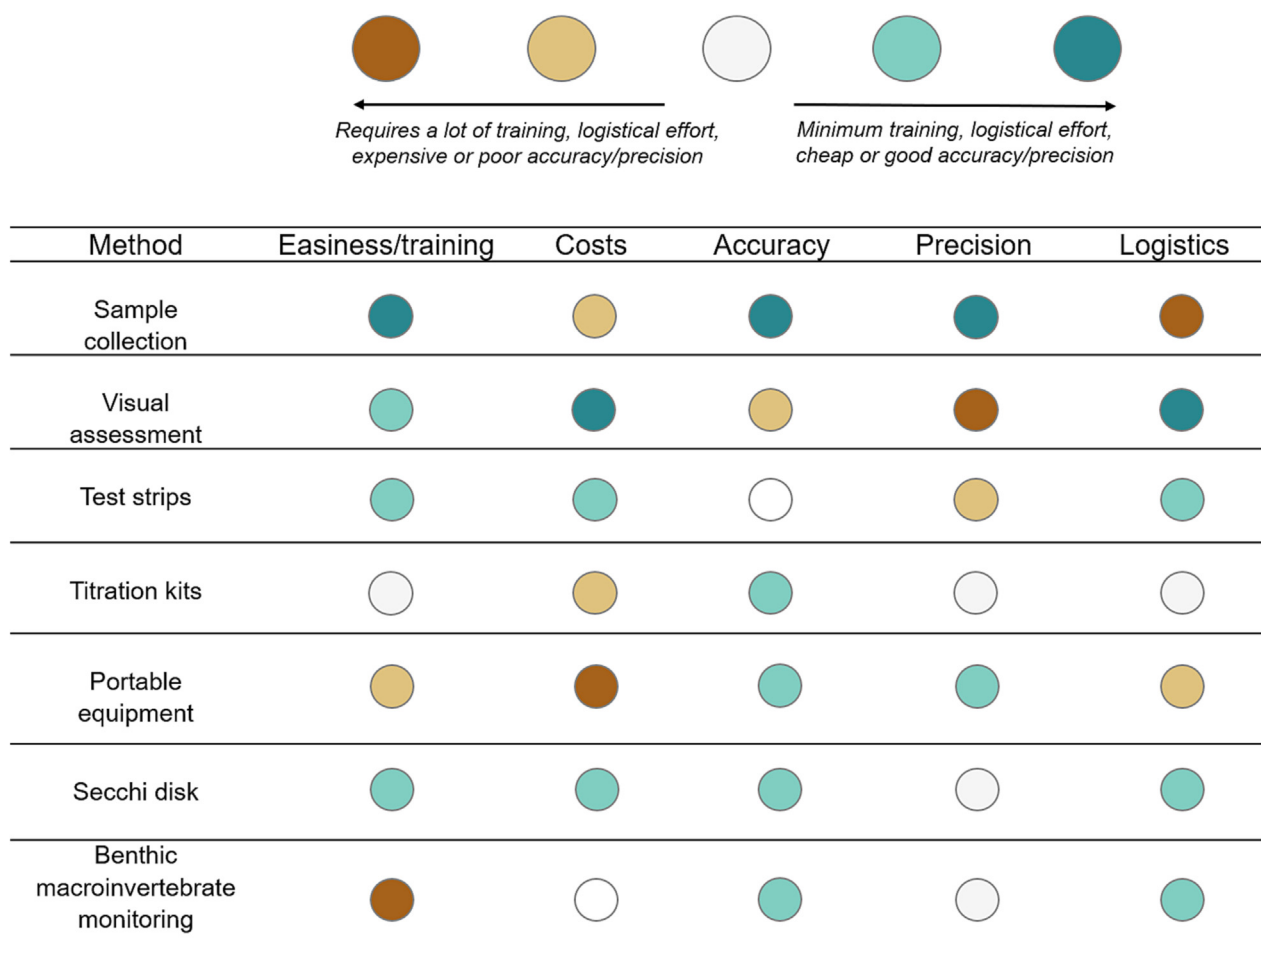 Requires a lot of training, logistical effort,
expensive or poor accuracy/precision
Minimum training, logistical effort,
cheap or good accuracy/precision
Method Easiness/training Costs Accuracy Precision Logistics
Sample
collection
Visual
assessment
Test strips
Titration kits
Portable
equipment
Secchi disk
Benthic
macroinvertebrate
monitoring